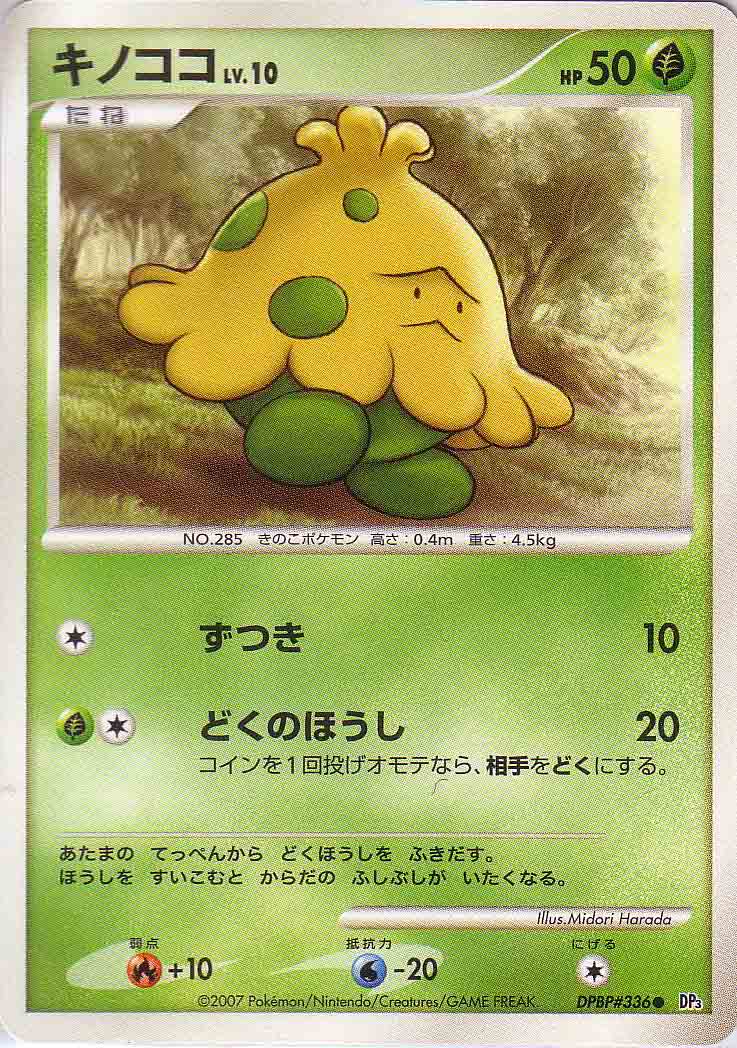 キノココ LV.10 HP 50
たね
NO.285 きのこポケモン 高さ：0.4m 重さ：4.5kg
ずつき 10
どくのほうし 20
コインを1回投げオモテなら、相手をどくにする。
あたまの てっぺんから どくほうしを ふきだす。
ほうしを すいこむと からだの ふしぶしが いたくなる。
Illus.Midori Harada
弱点 抵抗力 にげる
+10 -20
©2007 Pokémon/Nintendo/Creatures/GAME FREAK. DPBP#336● DP3